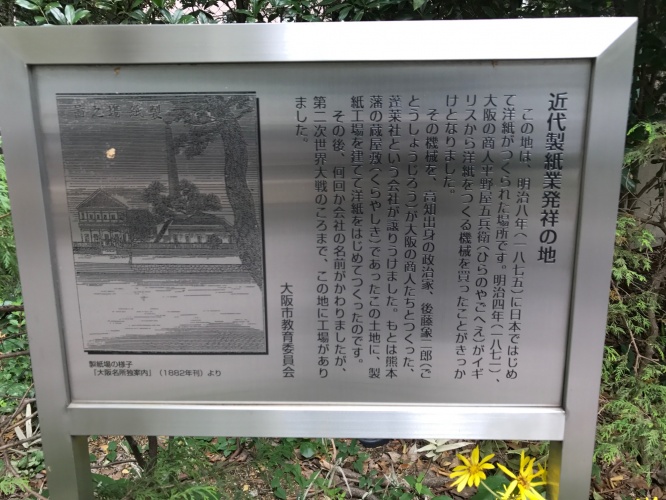 近代製紙業発祥の地
この地は、明治八年（一八七五）に日本ではじめ
て洋紙がつくられた場所です。明治四年（一八七一）、
大阪の商人平野屋五兵衛（ひらのやごへえ）がイギ
リスから洋紙をつくる機械を買ったことがきっか
けとなりました。
その機械を、高知出身の政治家、後藤象二郎（ご
とうしょうじろう）が大阪の商人たちとつくった、
蓬莱社という会社が譲りうけました。もとは熊本
藩の蔵屋敷（くらやしき）であったこの土地に、製
紙工場を建てて洋紙をはじめてつくったのです。
その後、何回か会社の名前がかわりましたが、
第二次世界大戦のころまで、この地に工場があり
ました。
大阪市教育委員会
製紙場の様子
『大阪名所独案内』（1882年刊）より